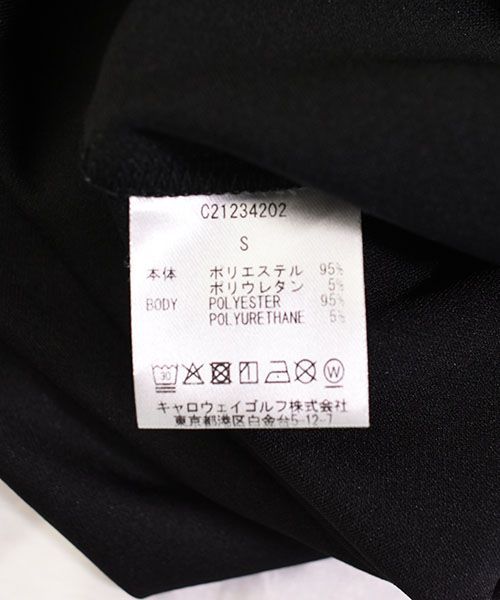 C21234202
S
本体 ポリエステル 95%
ポリウレタン 5%
BODY POLYESTER 95%
POLYURETHANE 5%
キャロウェイゴルフ株式会社
東京都港区白金台5-12-7